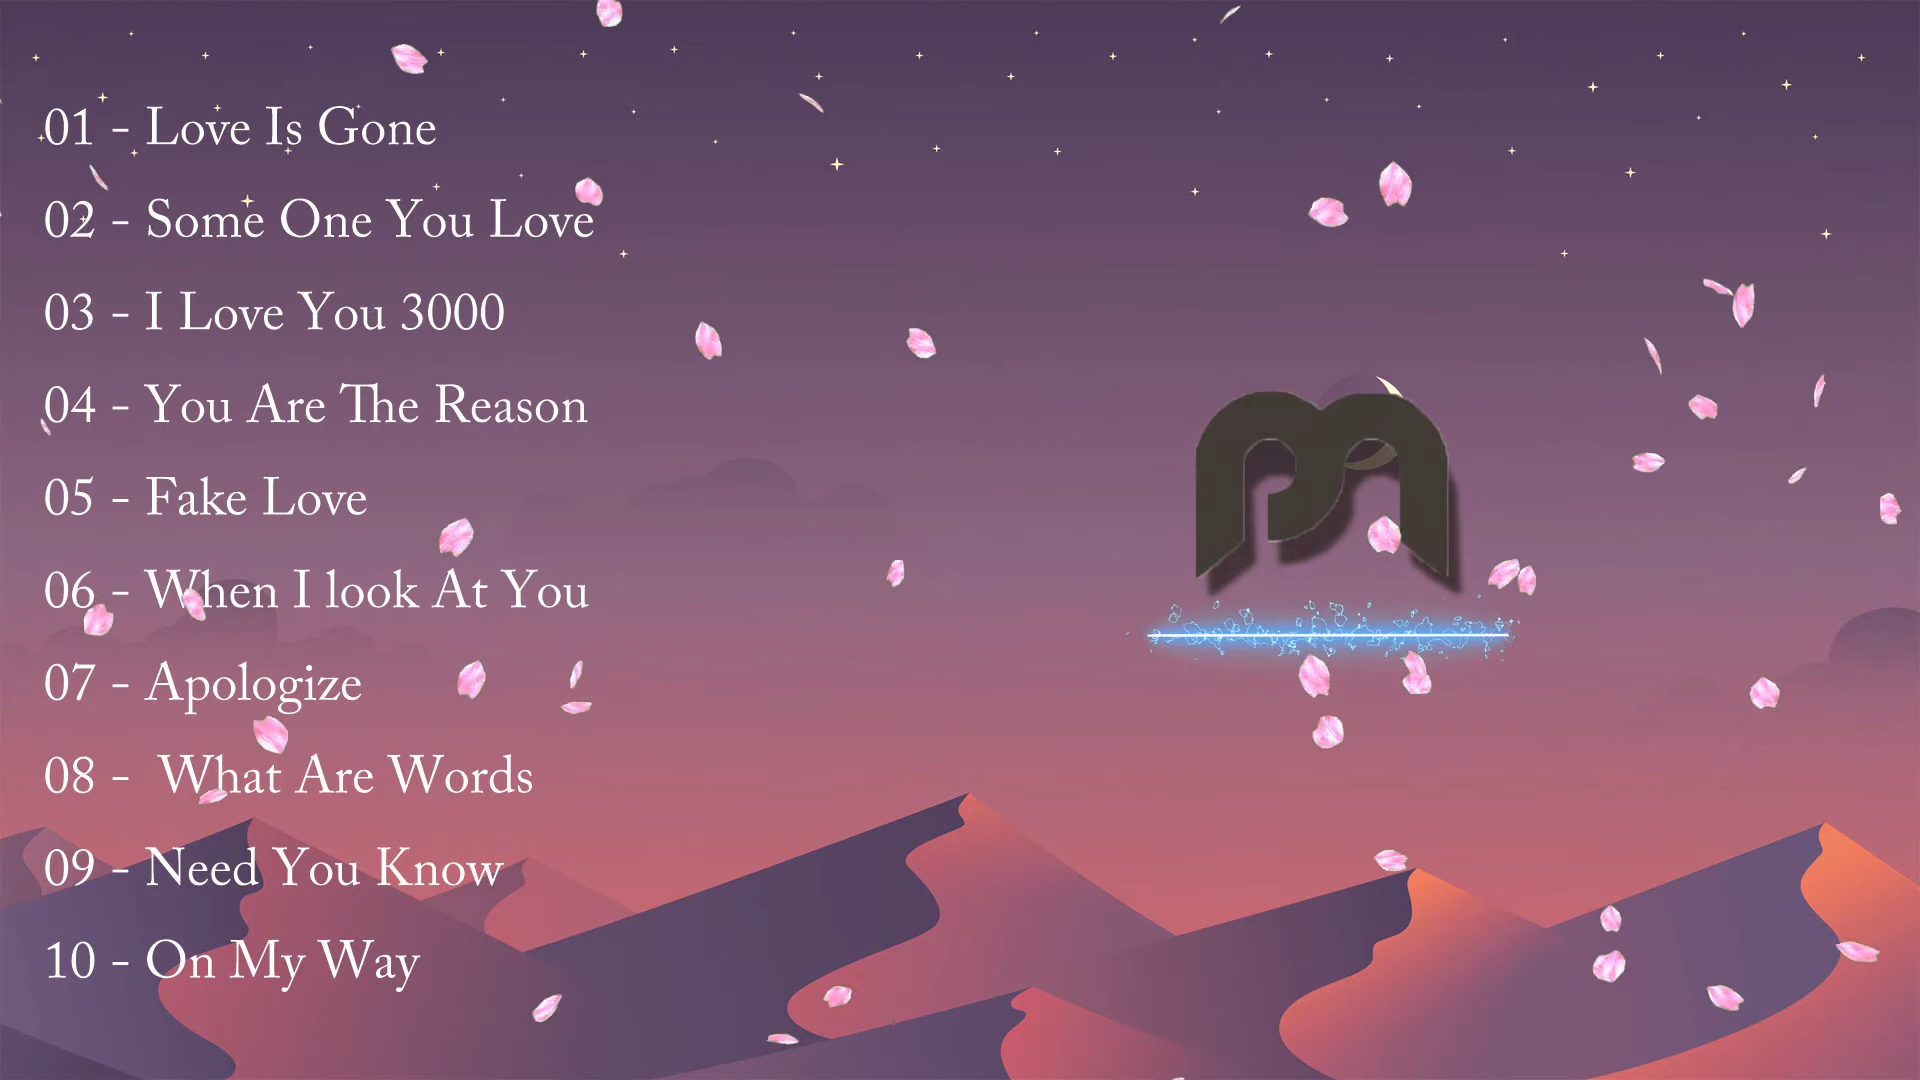 01 - Love Is Gone
02 - Some One You Love
03 - I Love You 3000
04 - You Are The Reason
05 - Fake Love
06 - When I look At You
07 - Apologize
08 -  What Are Words
09 - Need You Know
10 - On My Way